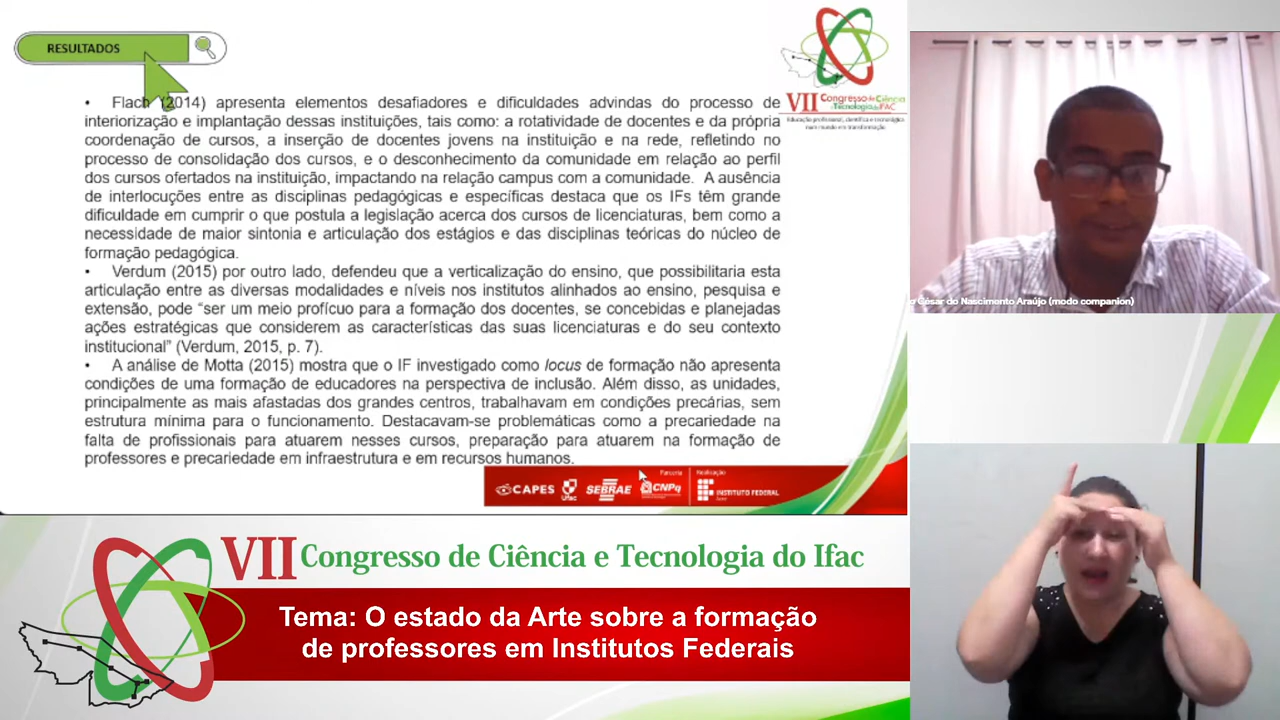 RESULTADOS
• Flach (2014) apresenta elementos desafiadores e dificuldades advindas do processo de
interiorização e implantação dessas instituições, tais como: a rotatividade de docentes e da própria
coordenação de cursos, a inserção de docentes jovens na instituição e na rede, refletindo no
processo de consolidação dos cursos, e o desconhecimento da comunidade em relação ao perfil
dos cursos ofertados na instituição, impactando na relação campus com a comunidade. A ausência
de interlocuções entre as disciplinas pedagógicas e específicas destaca que os IFs têm grande
dificuldade em cumprir o que postula a legislação acerca dos cursos de licenciaturas, bem como a
necessidade de maior sintonia e articulação dos estágios e das disciplinas teóricas do núcleo de
formação pedagógica.
• Verdum (2015) por outro lado, defendeu que a verticalização do ensino, que possibilitaria esta
articulação entre as diversas modalidades e níveis nos institutos alinhados ao ensino, pesquisa e
extensão, pode “ser um meio profícuo para a formação dos docentes, se concebidas e planejadas
ações estratégicas que considerem as características das suas licenciaturas e do seu contexto
institucional” (Verdum, 2015, p. 7).
• A análise de Motta (2015) mostra que o IF investigado como locus de formação não apresenta
condições de uma formação de educadores na perspectiva de inclusão. Além disso, as unidades,
principalmente as mais afastadas dos grandes centros, trabalhavam em condições precárias, sem
estrutura mínima para o funcionamento. Destacavam-se problemáticas como a precariedade na
falta de profissionais para atuarem nesses cursos, preparação para atuarem na formação de
professores e precariedade em infraestrutura e em recursos humanos.
VII Congresso de Ciência e
Tecnologia do IFAC
Educação profissional, científica e tecnológica
num mundo em transformação
Parceria
Realização
CAPES
Ufac
SEBRAE
CNPq
INSTITUTO FEDERAL
Acre
o César do Nascimento Araújo (modo companion)
VII Congresso de Ciência e Tecnologia do Ifac
Tema: O estado da Arte sobre a formação
de professores em Institutos Federais